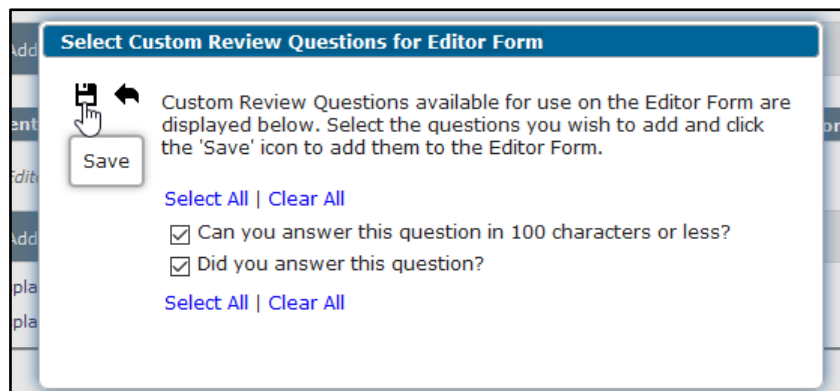 Select Custom Review Questions for Editor Form
Custom Review Questions available for use on the Editor Form are
displayed below. Select the questions you wish to add and click
the 'Save' icon to add them to the Editor Form.
Save
Select All | Clear All
Can you answer this question in 100 characters or less?
Did you answer this question?
Select All | Clear All